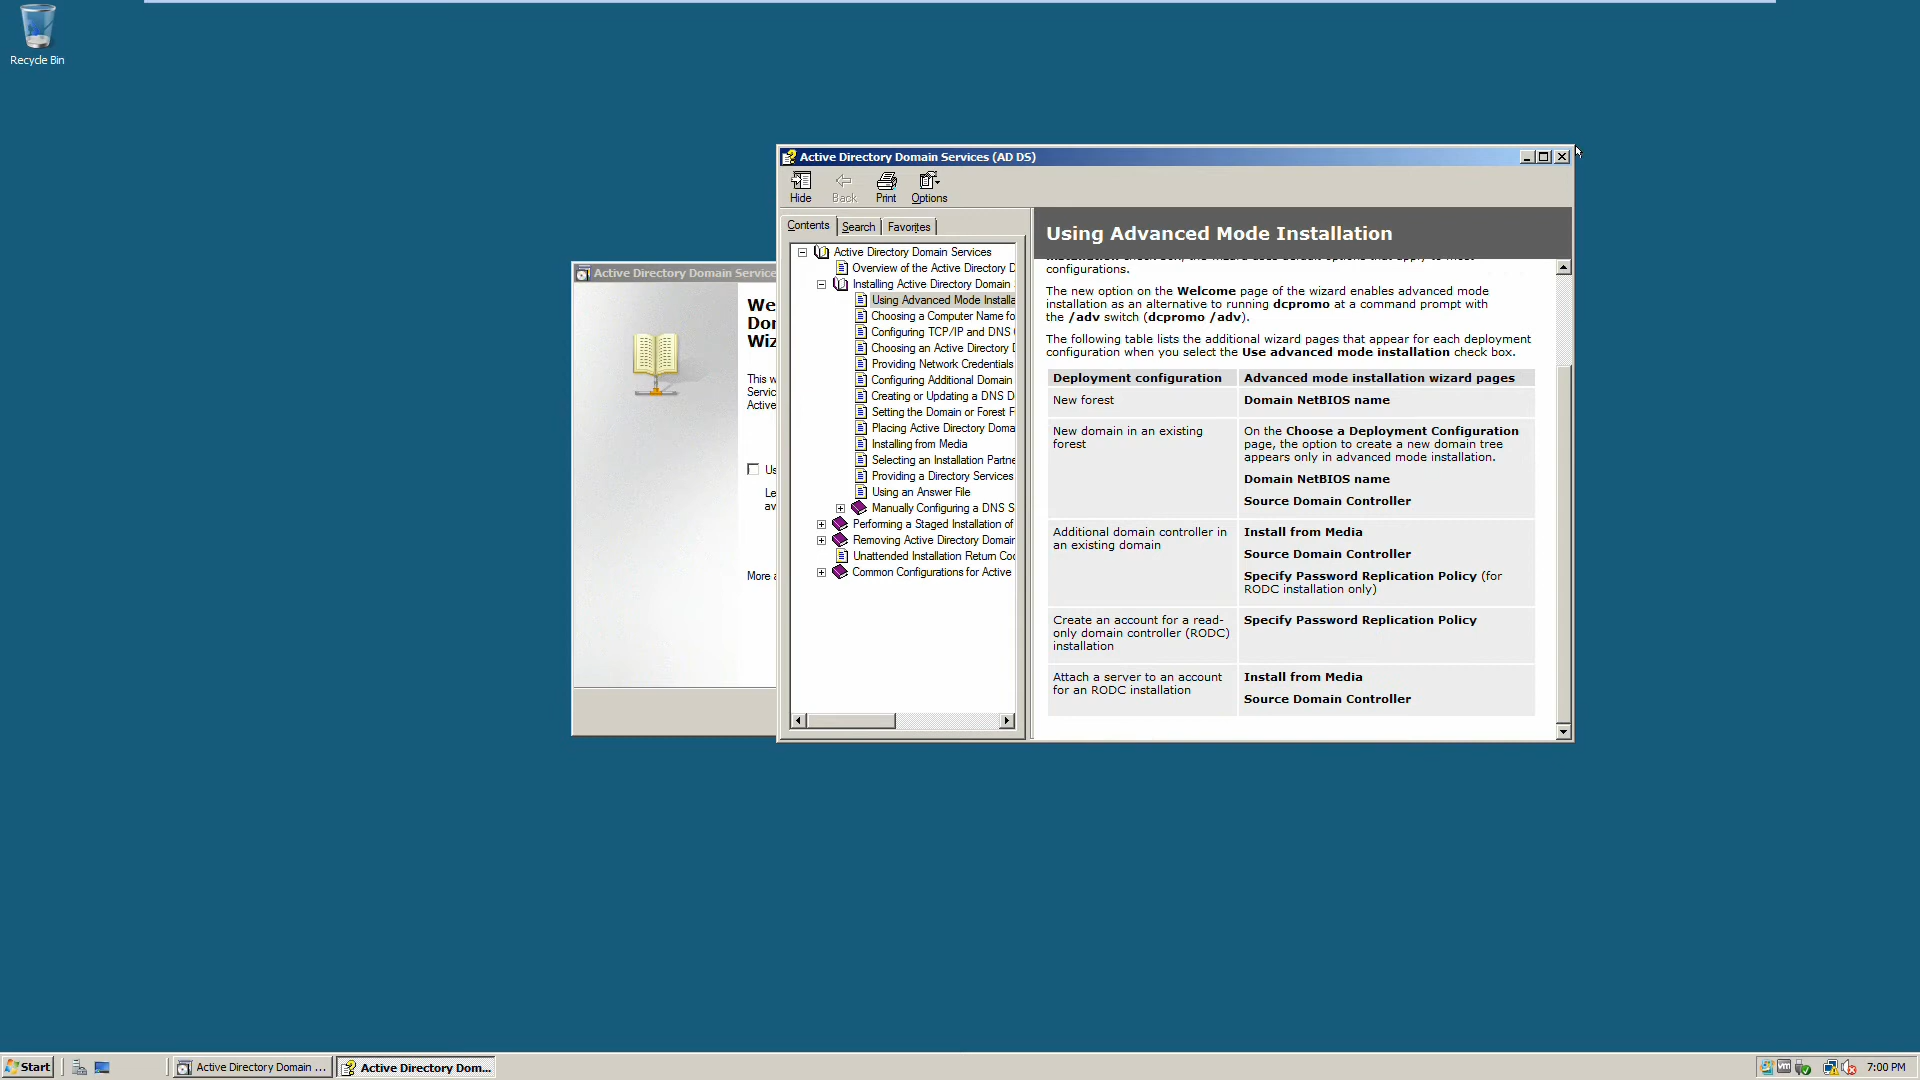 Recycle Bin
Active Directory Domain Services (AD DS)
Hide
Back
Print
Options
Contents
Search
Favorites
Active Directory Domain Services
Overview of the Active Directory D
Installing Active Directory Domain
Using Advanced Mode Installa
Choosing a Computer Name fo
Configuring TCP/IP and DNS
Choosing an Active Directory
Providing Network Credentials
Configuring Additional Domain
Creating or Updating a DNS D
Setting the Domain or Forest F
Placing Active Directory Doma
Installing from Media
Selecting an Installation Partne
Providing a Directory Services
Using an Answer File
Manually Configuring a DNS S
Performing a Staged Installation of
Removing Active Directory Domain
Unattended Installation Return Co
Common Configurations for Active
Using Advanced Mode Installation
configurations.
The new option on the Welcome page of the wizard enables advanced mode
installation as an alternative to running dcpromo at a command prompt with
the /adv switch (dcpromo /adv).
The following table lists the additional wizard pages that appear for each deployment
configuration when you select the Use advanced mode installation check box.
Deployment configuration
Advanced mode installation wizard pages
New forest
Domain NetBIOS name
New domain in an existing
forest
On the Choose a Deployment Configuration
page, the option to create a new domain tree
appears only in advanced mode installation.
Domain NetBIOS name
Source Domain Controller
Additional domain controller in
an existing domain
Install from Media
Source Domain Controller
Specify Password Replication Policy (for
RODC installation only)
Create an account for a read-
only domain controller (RODC)
installation
Specify Password Replication Policy
Attach a server to an account
for an RODC installation
Install from Media
Source Domain Controller
Active Directory Domain Service
We
Dor
Wiz
This w
Servic
Active
Us
Le
av
More a
Start
Active Directory Domain ...
Active Directory Dom...
7:00 PM